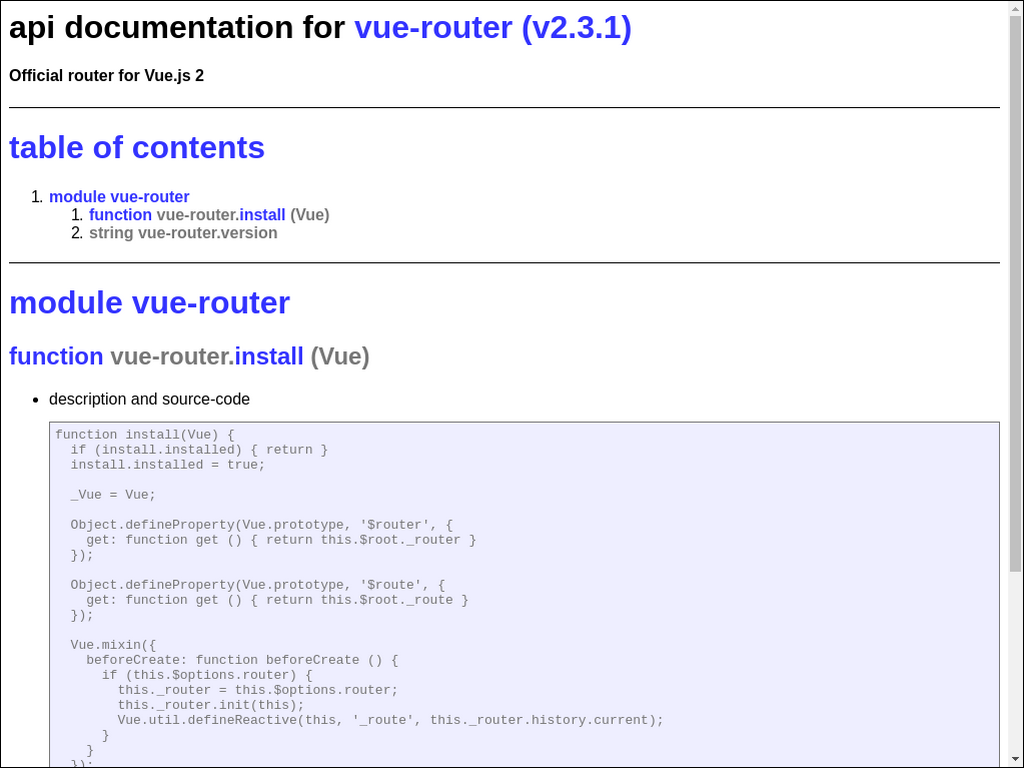 api documentation for vue-router (v2.3.1)
Official router for Vue.js 2
table of contents
1. module vue-router
1. function vue-router.install (Vue)
2. string vue-router.version
module vue-router
function vue-router.install (Vue)
• description and source-code
function install(Vue) {
  if (install.installed) { return }
  install.installed = true;
  _Vue = Vue;
  Object.defineProperty(Vue.prototype, '$router', {
    get: function get () { return this.$root._router }
  });
  Object.defineProperty(Vue.prototype, '$route', {
    get: function get () { return this.$root._route }
  });
  Vue.mixin({
    beforeCreate: function beforeCreate () {
      if (this.$options.router) {
        this._router = this.$options.router;
        this._router.init(this);
        Vue.util.defineReactive(this, '_route', this._router.history.current);
      }
    }
  });